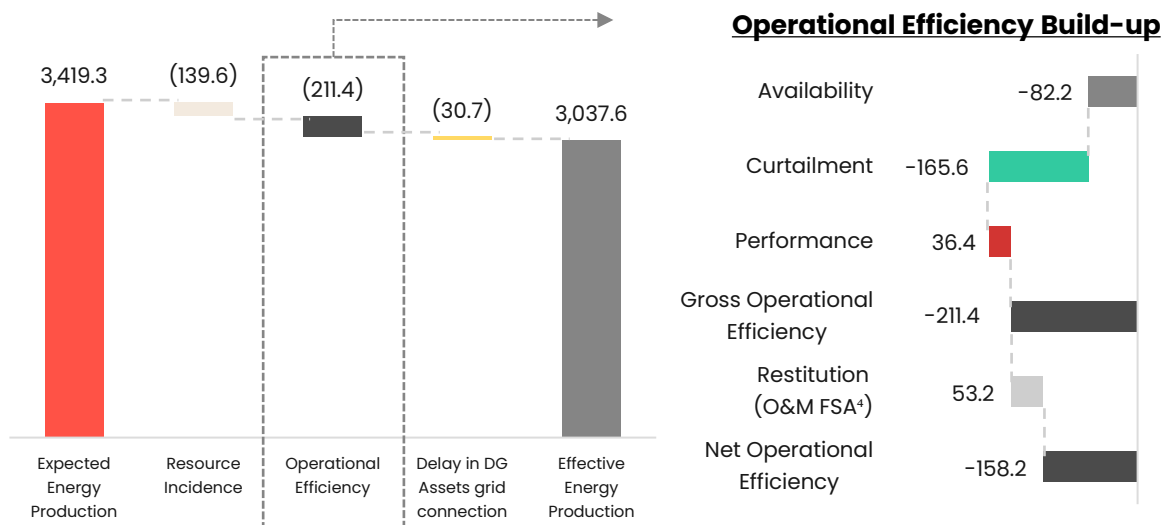 Operational Efficiency Build-up
3,419.3
(139.6)
(211.4)
(30.7)
3,037.6
Expected
Energy
Production
Resource
Incidence
Operational
Efficiency
Delay in DG
Assets grid
connection
Effective
Energy
Production
Availability
-82.2
Curtailment
-165.6
Performance
36.4
Gross Operational
Efficiency
-211.4
Restitution
(O&M FSA⁴)
53.2
Net Operational
Efficiency
-158.2